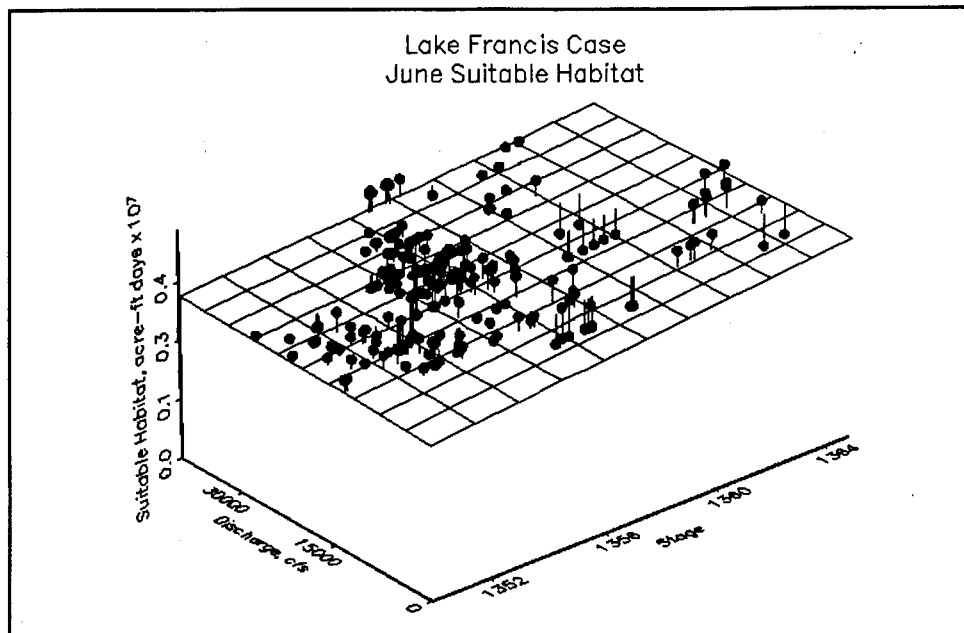 Lake Francis Case
June Suitable Habitat
Suitable Habitat, acre-ft days x 10⁷
0.4
0.3
0.1
0.0
30000
15000
0
Discharge, cfs
1352
1356
1360
1364
Stage